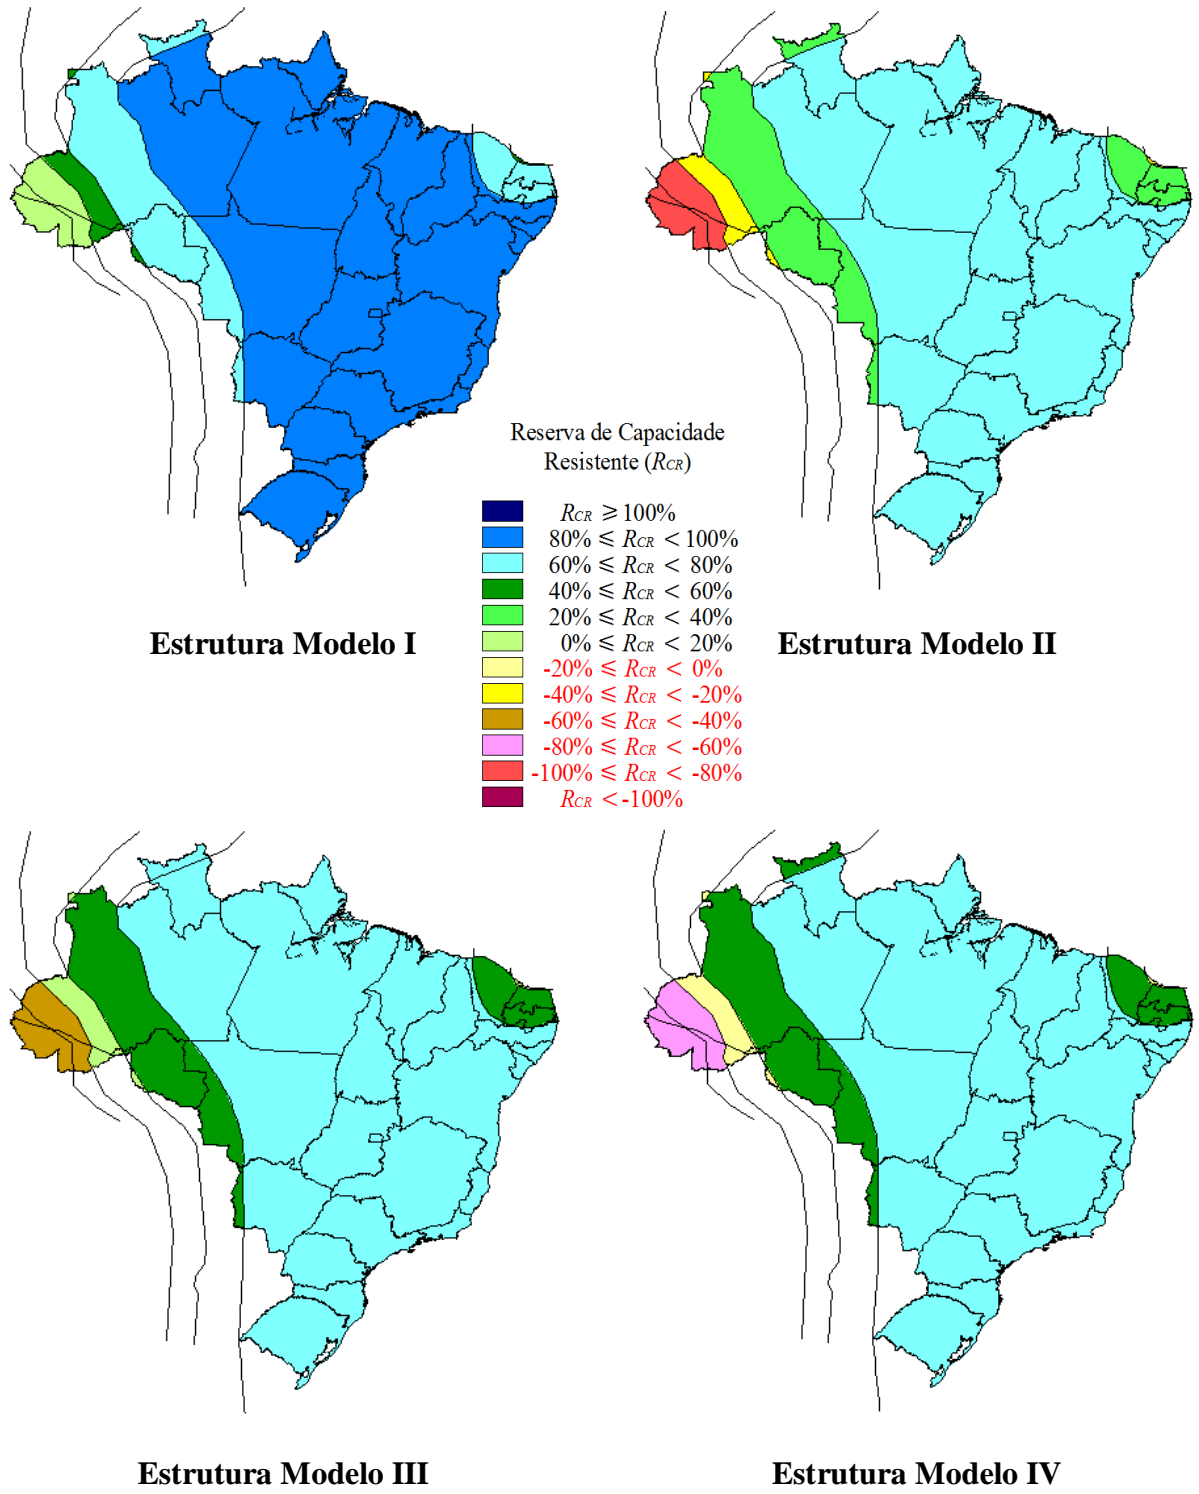 Reserva de Capacidade
Resistente (RCR)
RCR ⩾ 100%
80% ⩽ RCR < 100%
60% ⩽ RCR < 80%
40% ⩽ RCR < 60%
20% ⩽ RCR < 40%
0% ⩽ RCR < 20%
-20% ⩽ RCR < 0%
-40% ⩽ RCR < -20%
-60% ⩽ RCR < -40%
-80% ⩽ RCR < -60%
-100% ⩽ RCR < -80%
RCR < -100%
Estrutura Modelo I
Estrutura Modelo II
Estrutura Modelo III
Estrutura Modelo IV